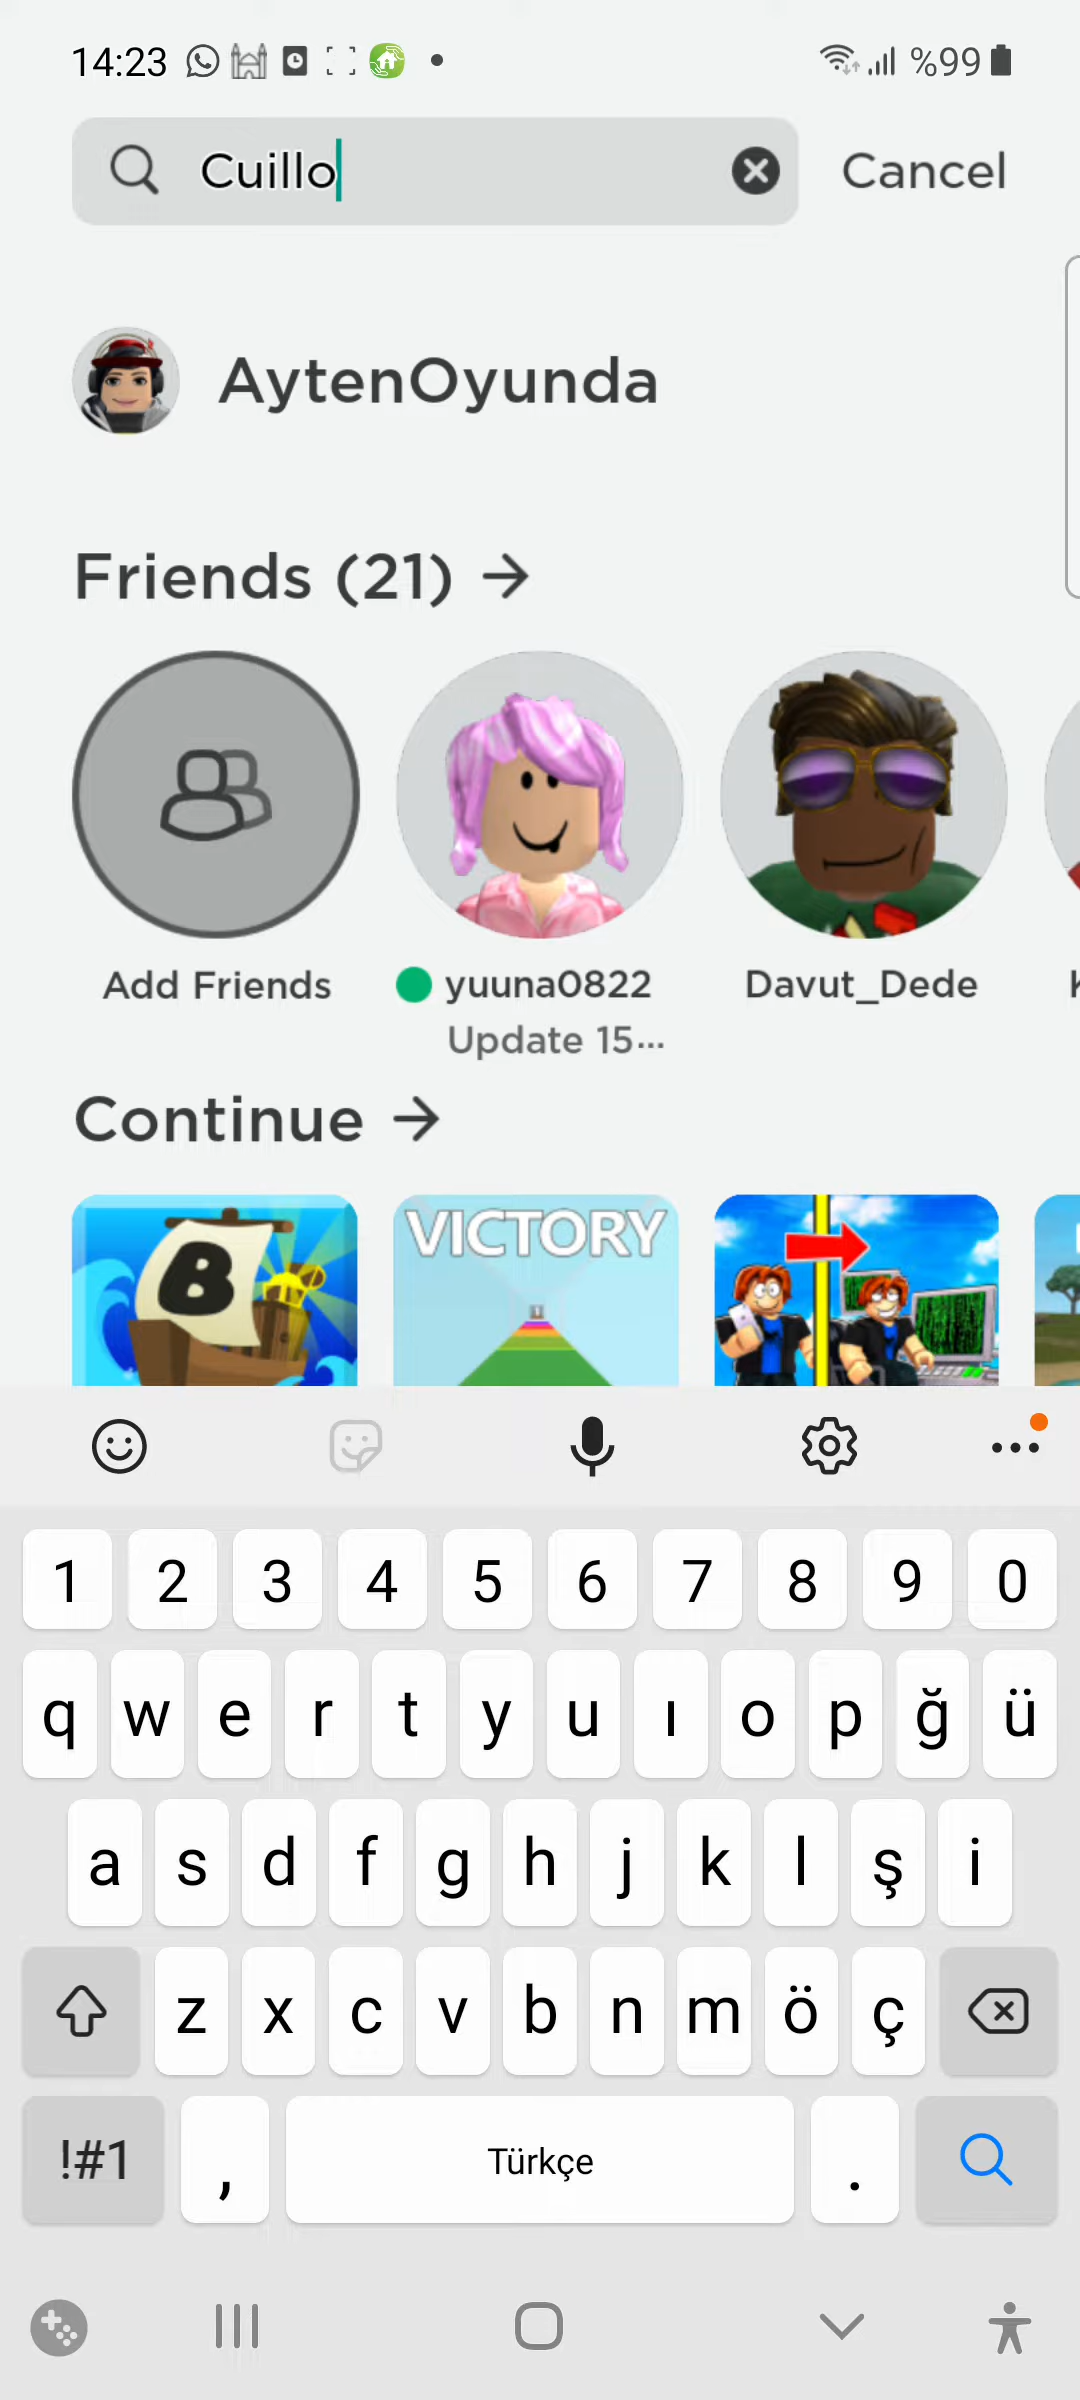 14:23 %99
Cuillo Cancel
AytenOyunda
Friends (21) →
Add Friends yuuna0822 Davut_Dede
Update 15...
Continue →
B VICTORY
1 2 3 4 5 6 7 8 9 0
q w e r t y u ı o p ğ ü
a s d f g h j k l ş i
z x c v b n m ö ç
!#1 , Türkçe .